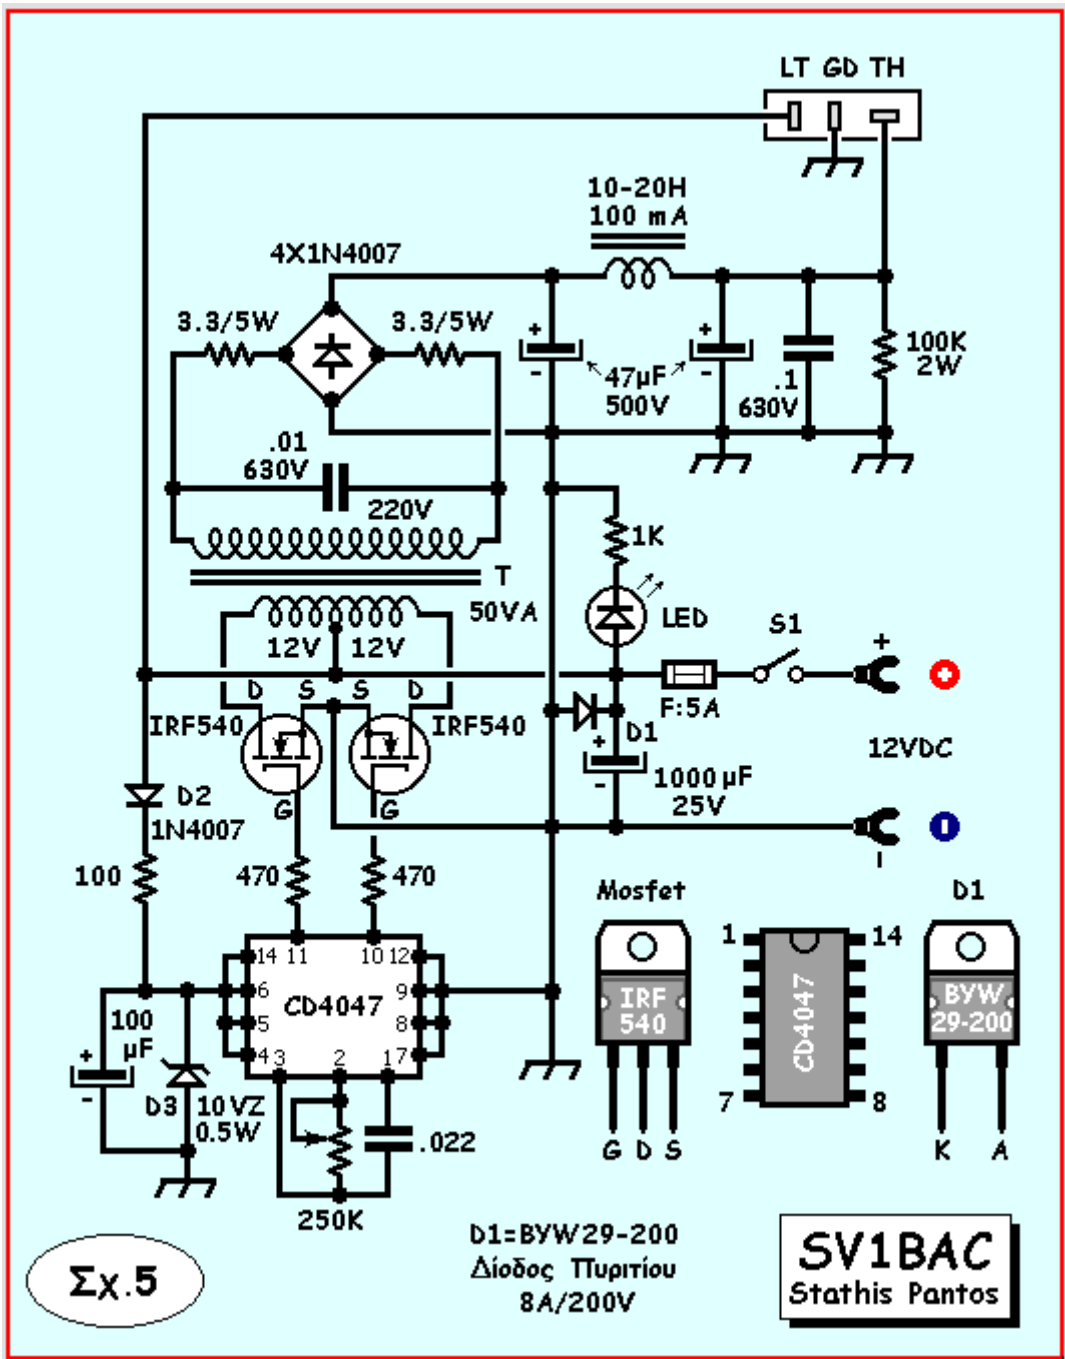 LT GD TH
10-20H
100 mA
4X1N4007
3.3/5W
3.3/5W
+
+
100K
2W
-
47µF
-
500V
.1
630V
.01
630V
220V
1K
T
50VA
LED
S1
+
12V
12V
D
S
S
D
F:5A
IRF540
IRF540
D1
+
12VDC
-
1000µF
25V
D2
1N4007
G
G
-
100
470
470
Mosfet
D1
14
11
10
12
1
14
6
CD4047
9
IRF
540
CD4047
BYW
29-200
5
8
100
µF
+
4
3
2
1
7
-
D3
10VZ
0.5W
7
8
.022
G D S
K
A
250K
D1=BYW29-200
Δίοδος Πυριτίου
8A/200V
Σχ.5
SV1BAC
Stathis Pantos